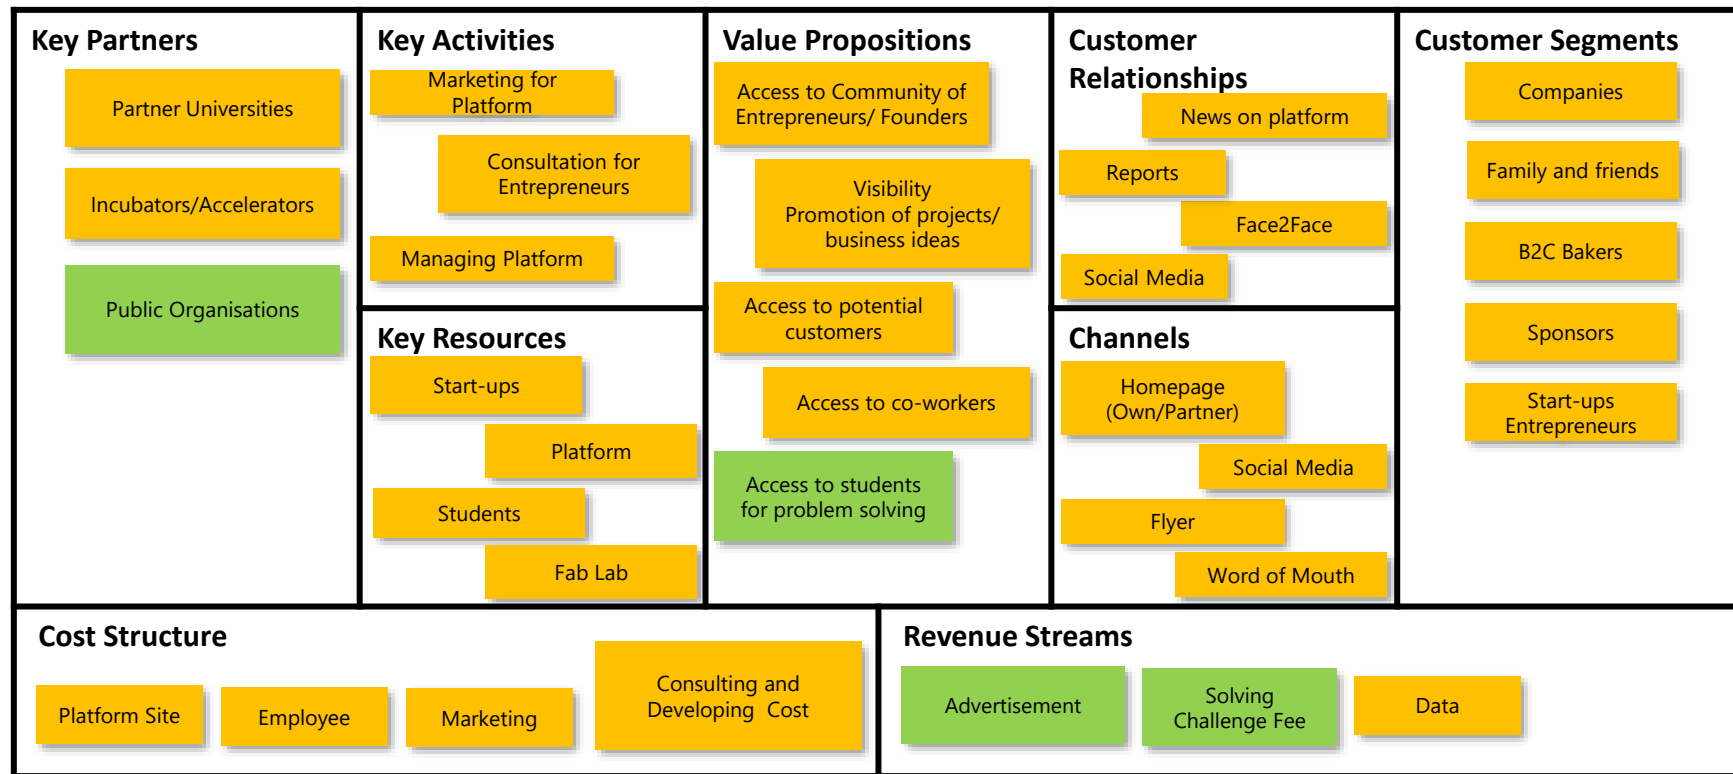 Key Partners
Partner Universities
Incubators/Accelerators
Public Organisations
Key Activities
Marketing for
Platform
Consultation for
Entrepreneurs
Managing Platform
Key Resources
Start-ups
Platform
Students
Fab Lab
Value Propositions
Access to Community of
Entrepreneurs/ Founders
Visibility
Promotion of projects/
business ideas
Access to potential
customers
Access to co-workers
Access to students
for problem solving
Customer
Relationships
News on platform
Reports
Face2Face
Social Media
Channels
Homepage
(Own/Partner)
Social Media
Flyer
Word of Mouth
Customer Segments
Companies
Family and friends
B2C Bakers
Sponsors
Start-ups
Entrepreneurs
Cost Structure
Platform Site
Employee
Marketing
Consulting and
Developing  Cost
Revenue Streams
Advertisement
Solving
Challenge Fee
Data